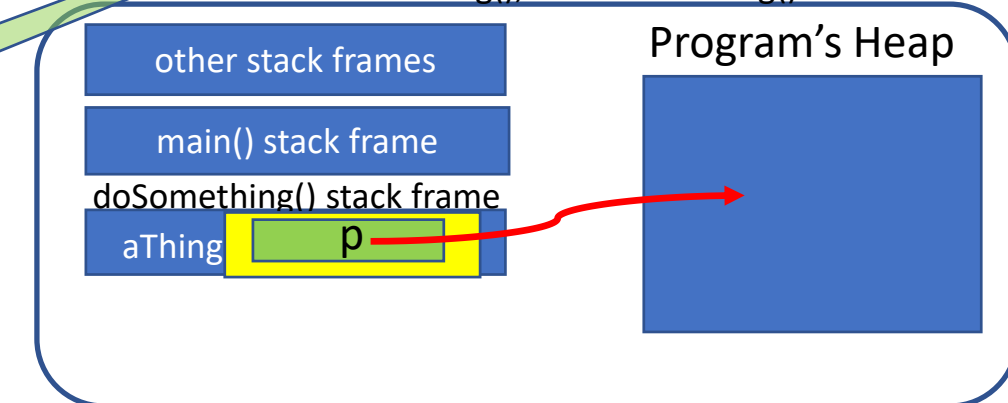 other stack frames
Program's Heap
main() stack frame
doSomething() stack frame
aThing
p